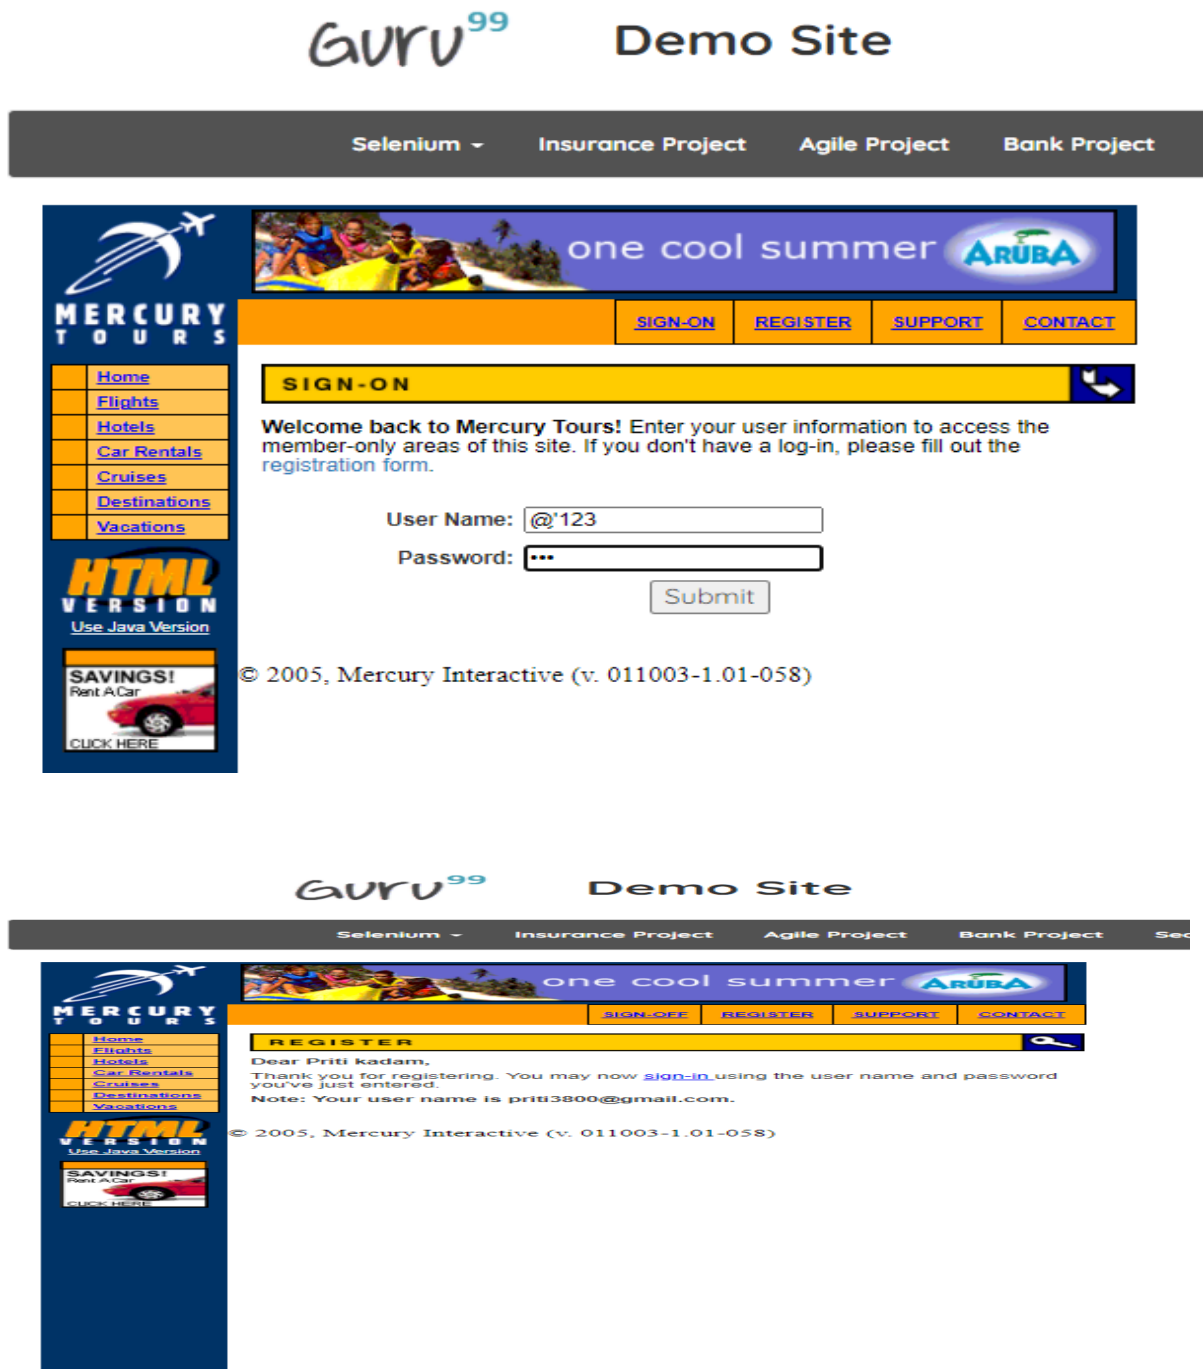 Guru99 Demo Site
Selenium Insurance Project Agile Project Bank Project
one cool summer ARUBA
MERCURY
TOURS
SIGN-ON REGISTER SUPPORT CONTACT
Home
Flights
Hotels
Car Rentals
Cruises
Destinations
Vacations
HTML
VERSION
Use Java Version
SAVINGS!
Rent A Car
CLICK HERE
SIGN-ON
Welcome back to Mercury Tours! Enter your user information to access the
member-only areas of this site. If you don't have a log-in, please fill out the
registration form.
User Name: @'123
Password: •••
Submit
© 2005, Mercury Interactive (v. 011003-1.01-058)
Guru99 Demo Site
Selenium Insurance Project Agile Project Bank Project Sec
one cool summer ARUBA
MERCURY
TOURS
SIGN-OFF REGISTER SUPPORT CONTACT
Home
Flights
Hotels
Car Rentals
Cruises
Destinations
Vacations
HTML
VERSION
Use Java Version
SAVINGS!
Rent A Car
CLICK HERE
REGISTER
Dear Priti kadam,
Thank you for registering. You may now sign-in using the user name and password
you've just entered.
Note: Your user name is priti3800@gmail.com.
© 2005, Mercury Interactive (v. 011003-1.01-058)